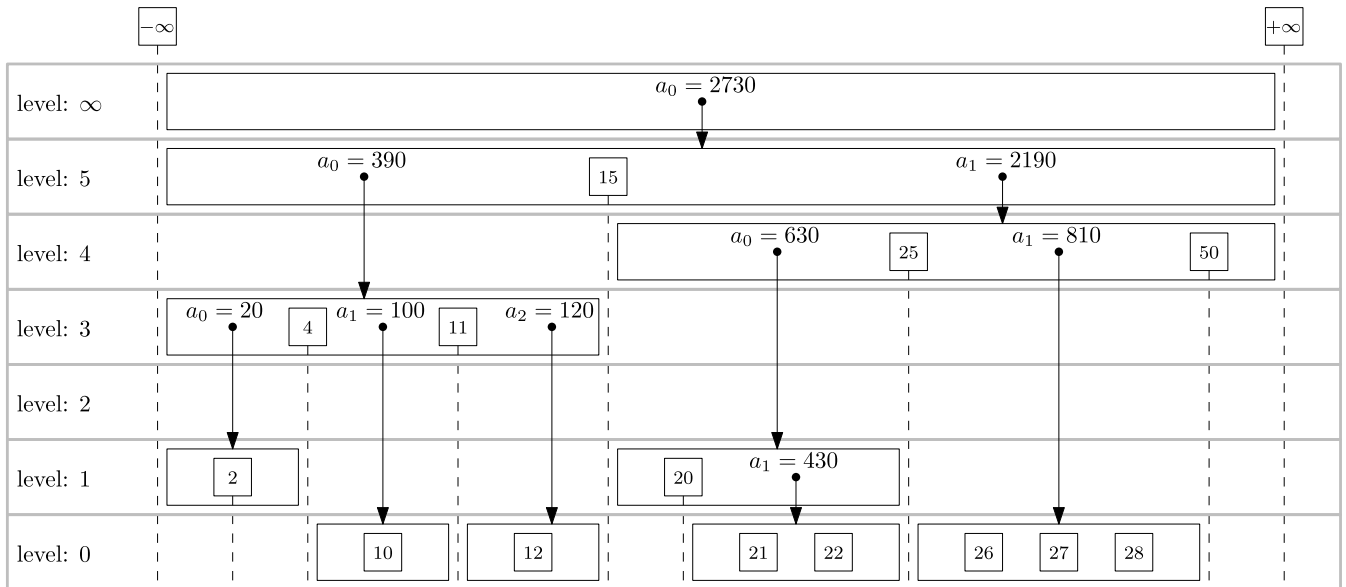 −∞ +∞
a₀ = 2730
level: ∞
a₀ = 390 a₁ = 2190
level: 5 15
a₀ = 630 a₁ = 810
level: 4 25 50
a₀ = 20 a₁ = 100 a₂ = 120
level: 3 4 11
level: 2
a₁ = 430
level: 1 2 20
level: 0 10 12 21 22 26 27 28